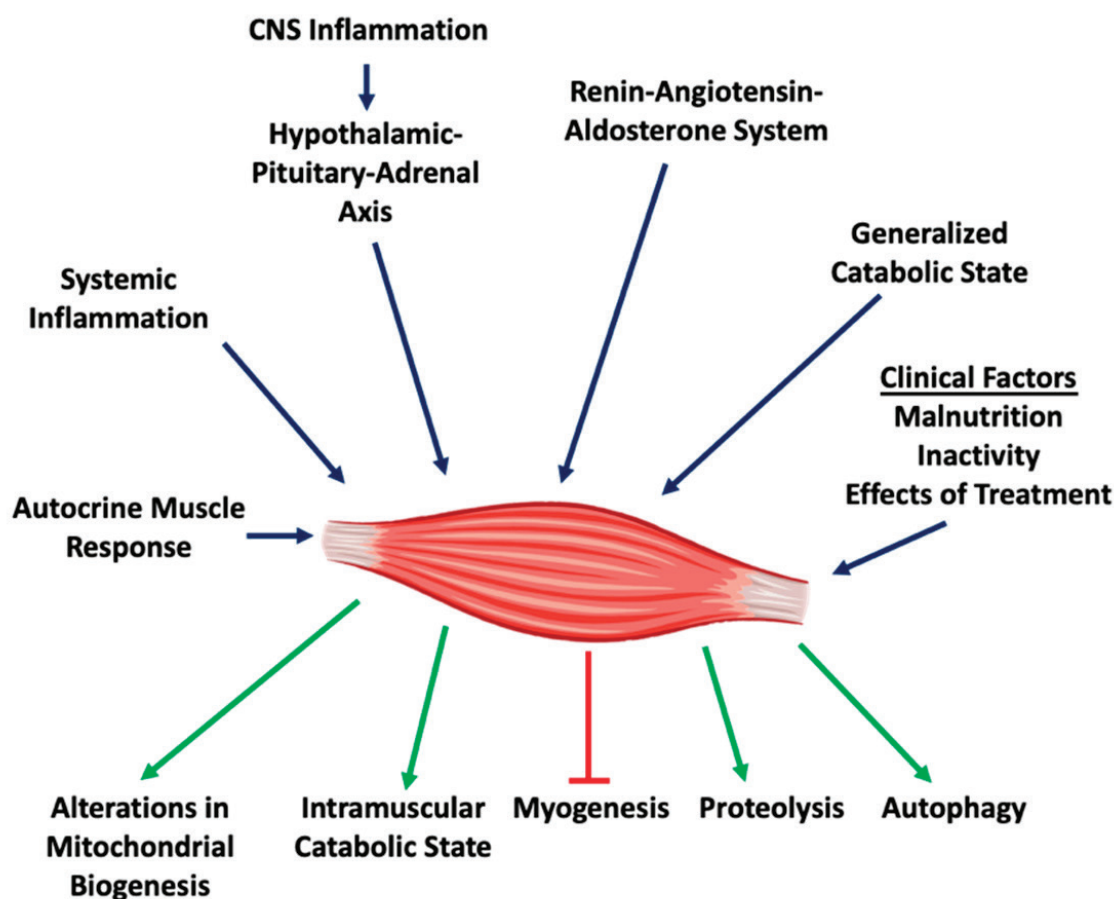 CNS Inflammation
Hypothalamic-
Pituitary-Adrenal
Axis
Renin-Angiotensin-
Aldosterone System
Generalized
Catabolic State
Systemic
Inflammation
Clinical Factors
Malnutrition
Inactivity
Effects of Treatment
Autocrine Muscle
Response
Alterations in
Mitochondrial
Biogenesis
Intramuscular
Catabolic State
Myogenesis
Proteolysis
Autophagy